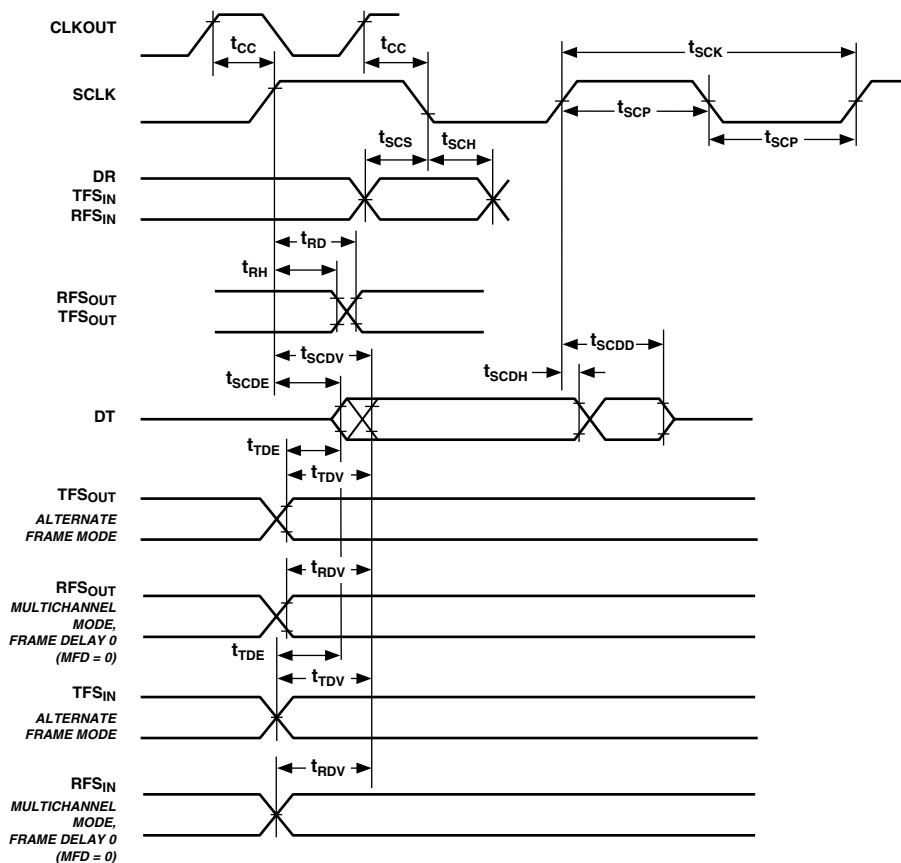 CLKOUT
tCC
tCC
tSCK
SCLK
tSCP
tSCP
tSCS
tSCH
DR
TFSIN
RFSIN
tRD
tRH
RFSOUT
TFSOUT
tSCDV
tSCDD
tSCDE
tSCDH
DT
tTDE
tTDV
TFSOUT
ALTERNATE
FRAME MODE
tRDV
RFSOUT
MULTICHANNEL
MODE,
FRAME DELAY 0
(MFD = 0)
tTDE
tTDV
TFSIN
ALTERNATE
FRAME MODE
tRDV
RFSIN
MULTICHANNEL
MODE,
FRAME DELAY 0
(MFD = 0)